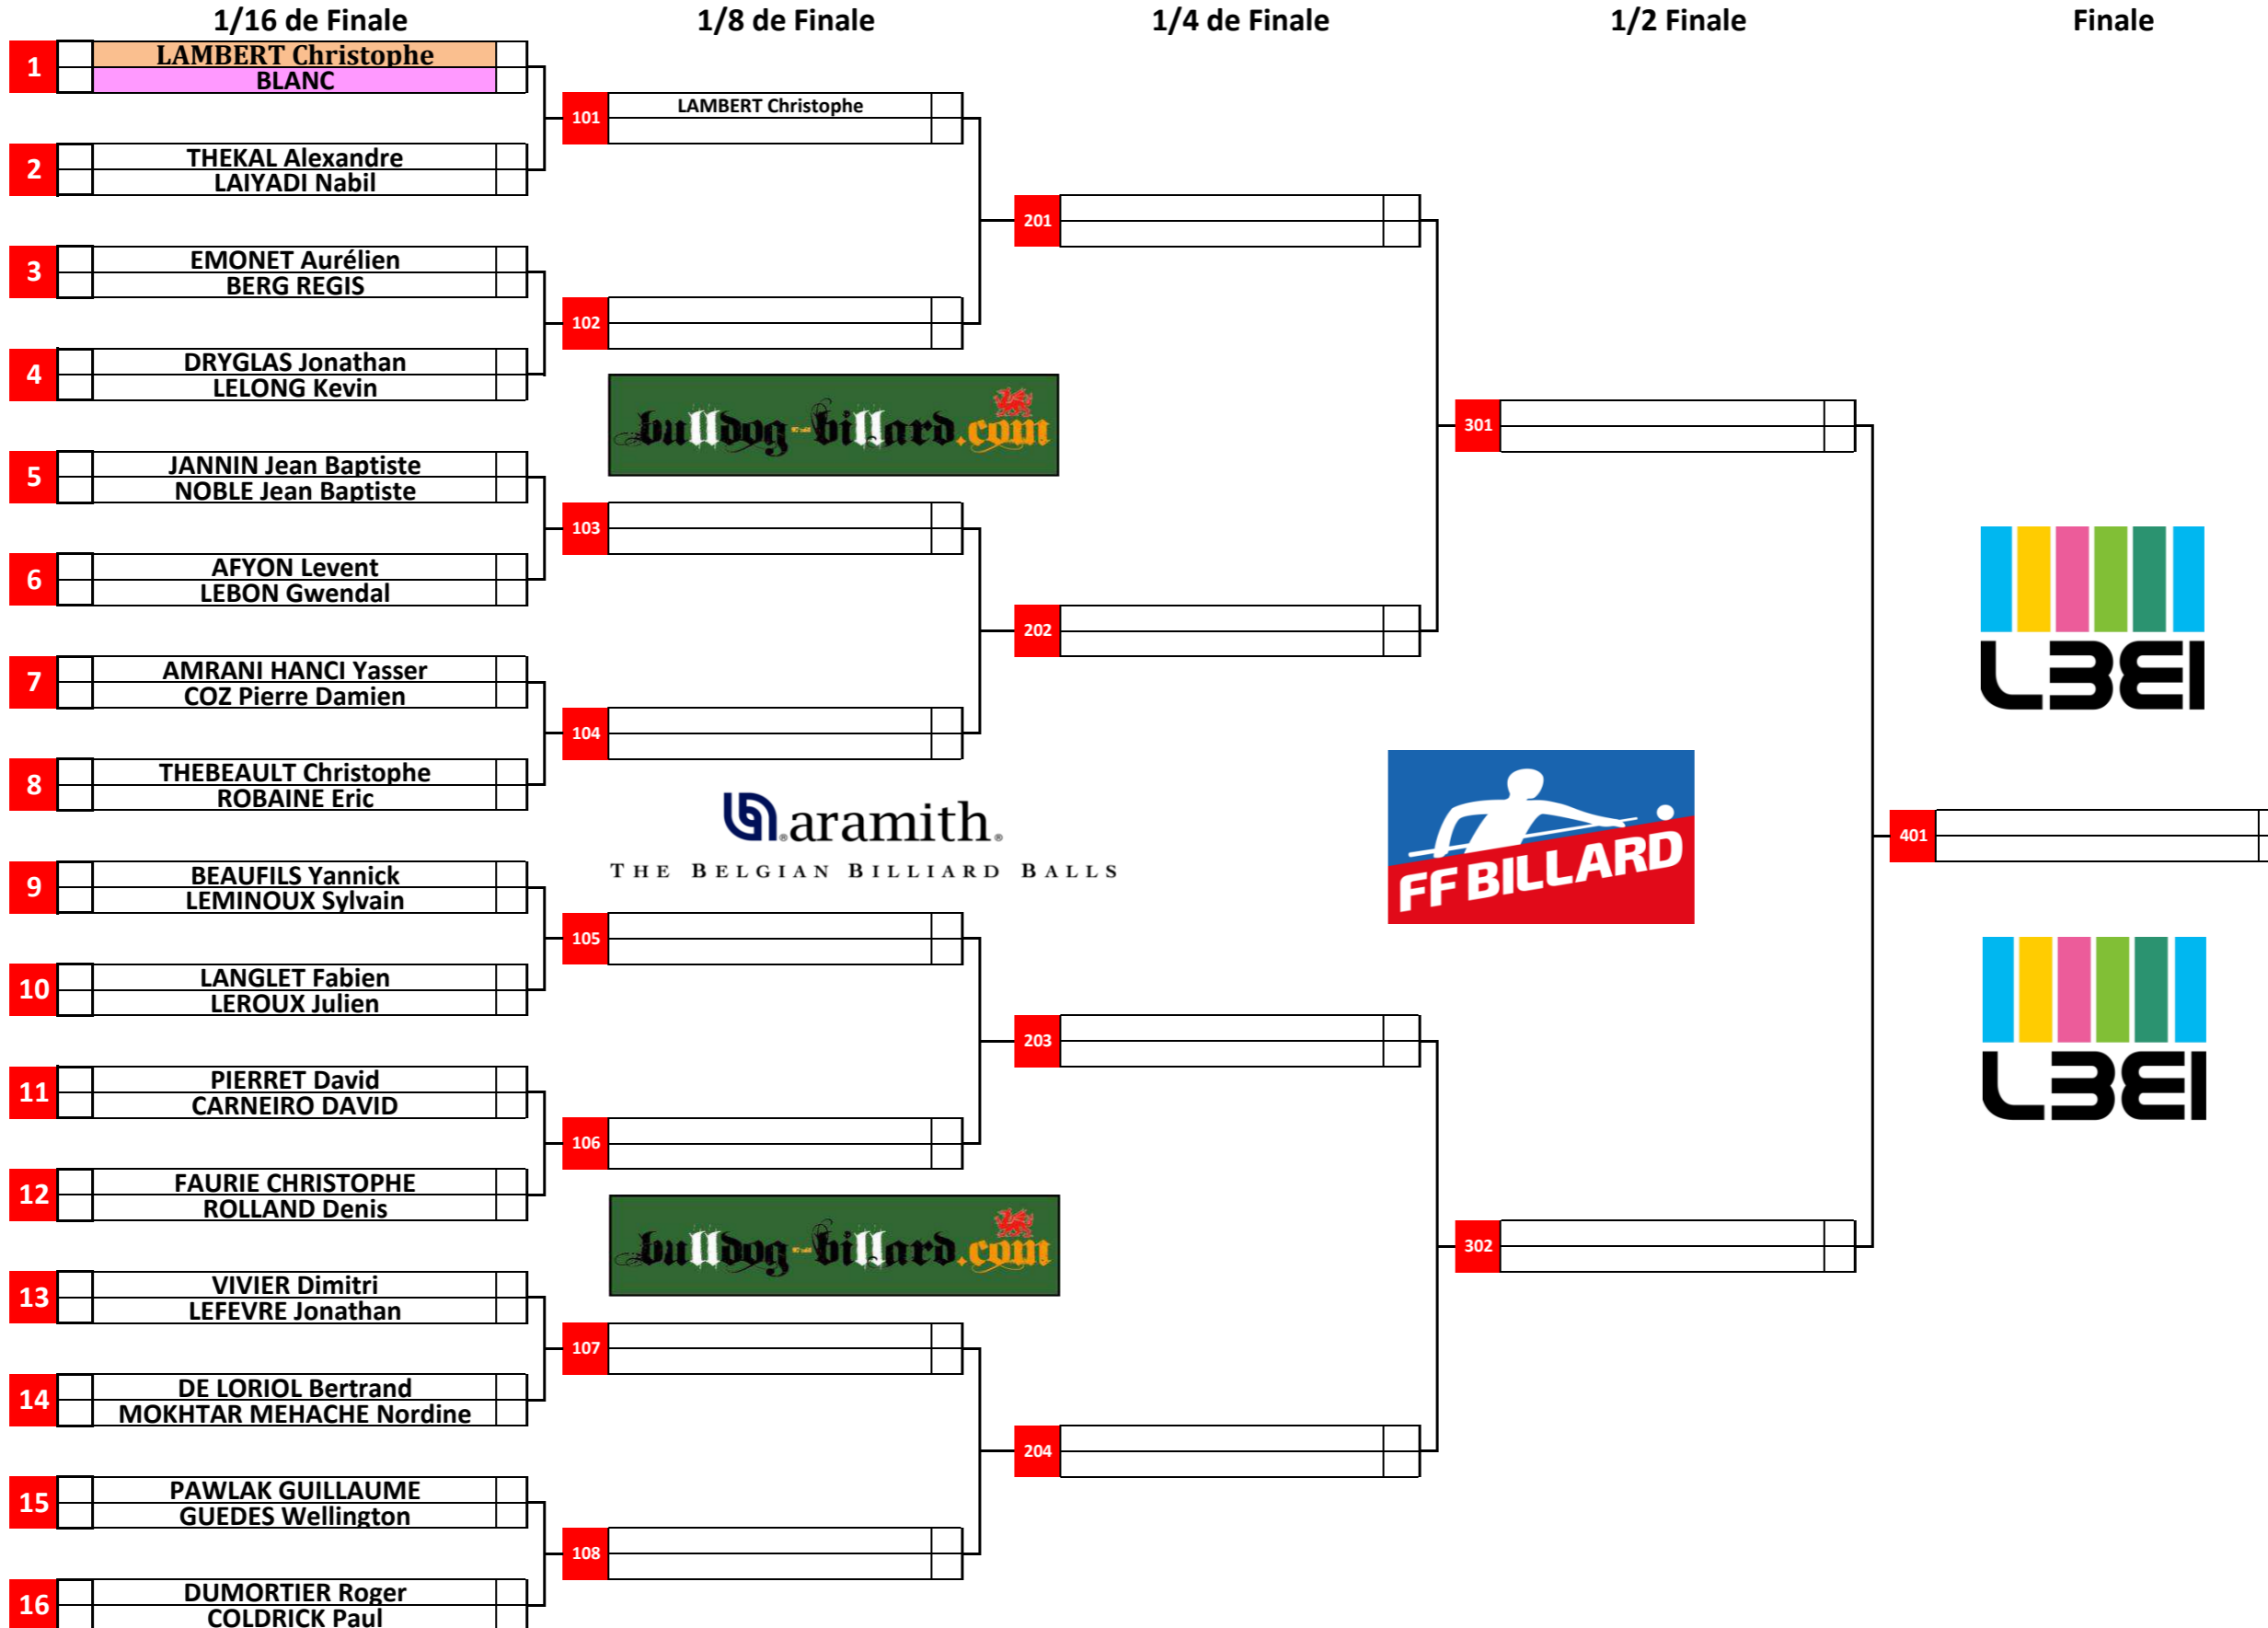 1/16 de Finale
1/8 de Finale
1/4 de Finale
1/2 Finale
Finale
1
LAMBERT Christophe
BLANC
2
THEKAL Alexandre
LAIYADI Nabil
3
EMONET Aurélien
BERG REGIS
4
DRYGLAS Jonathan
LELONG Kevin
5
JANNIN Jean Baptiste
NOBLE Jean Baptiste
6
AFYON Levent
LEBON Gwendal
7
AMRANI HANCI Yasser
COZ Pierre Damien
8
THEBEAULT Christophe
ROBAINE Eric
9
BEAUFILS Yannick
LEMINOUX Sylvain
10
LANGLET Fabien
LEROUX Julien
11
PIERRET David
CARNEIRO DAVID
12
FAURIE CHRISTOPHE
ROLLAND Denis
13
VIVIER Dimitri
LEFEVRE Jonathan
14
DE LORIOL Bertrand
MOKHTAR MEHACHE Nordine
15
PAWLAK GUILLAUME
GUEDES Wellington
16
DUMORTIER Roger
COLDRICK Paul
101
LAMBERT Christophe
102
bulldog-billard.com
103
104
aramith
THE BELGIAN BILLIARD BALLS
105
106
bulldog-billard.com
107
108
201
202
203
204
301
FF BILLARD
302
LBEI
401
LBEI